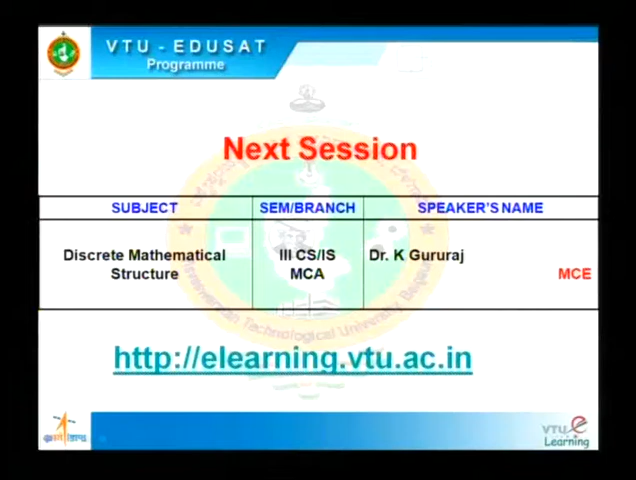 VTU - EDUSAT
Programme
Next Session
SUBJECT SEM/BRANCH SPEAKER'S NAME
Discrete Mathematical III CS/IS Dr. K Gururaj
Structure MCA MCE
http://elearning.vtu.ac.in
VTU e
Learning